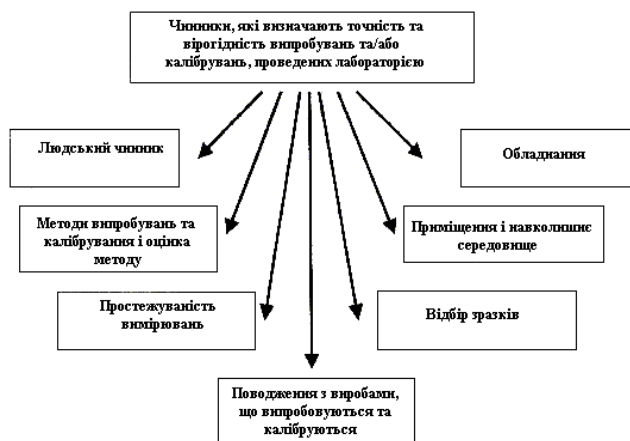 Чинники, які визначають точність та
вірогідність випробувань та/або
калібрувань, проведених лабораторією
Людський чинник
Обладнання
Методи випробувань та
калібрування і оцінка
методу
Приміщення і навколишнє
середовище
Простежуваність
вимірювань
Відбір зразків
Поводження з виробами,
що випробовуються та
калібруються